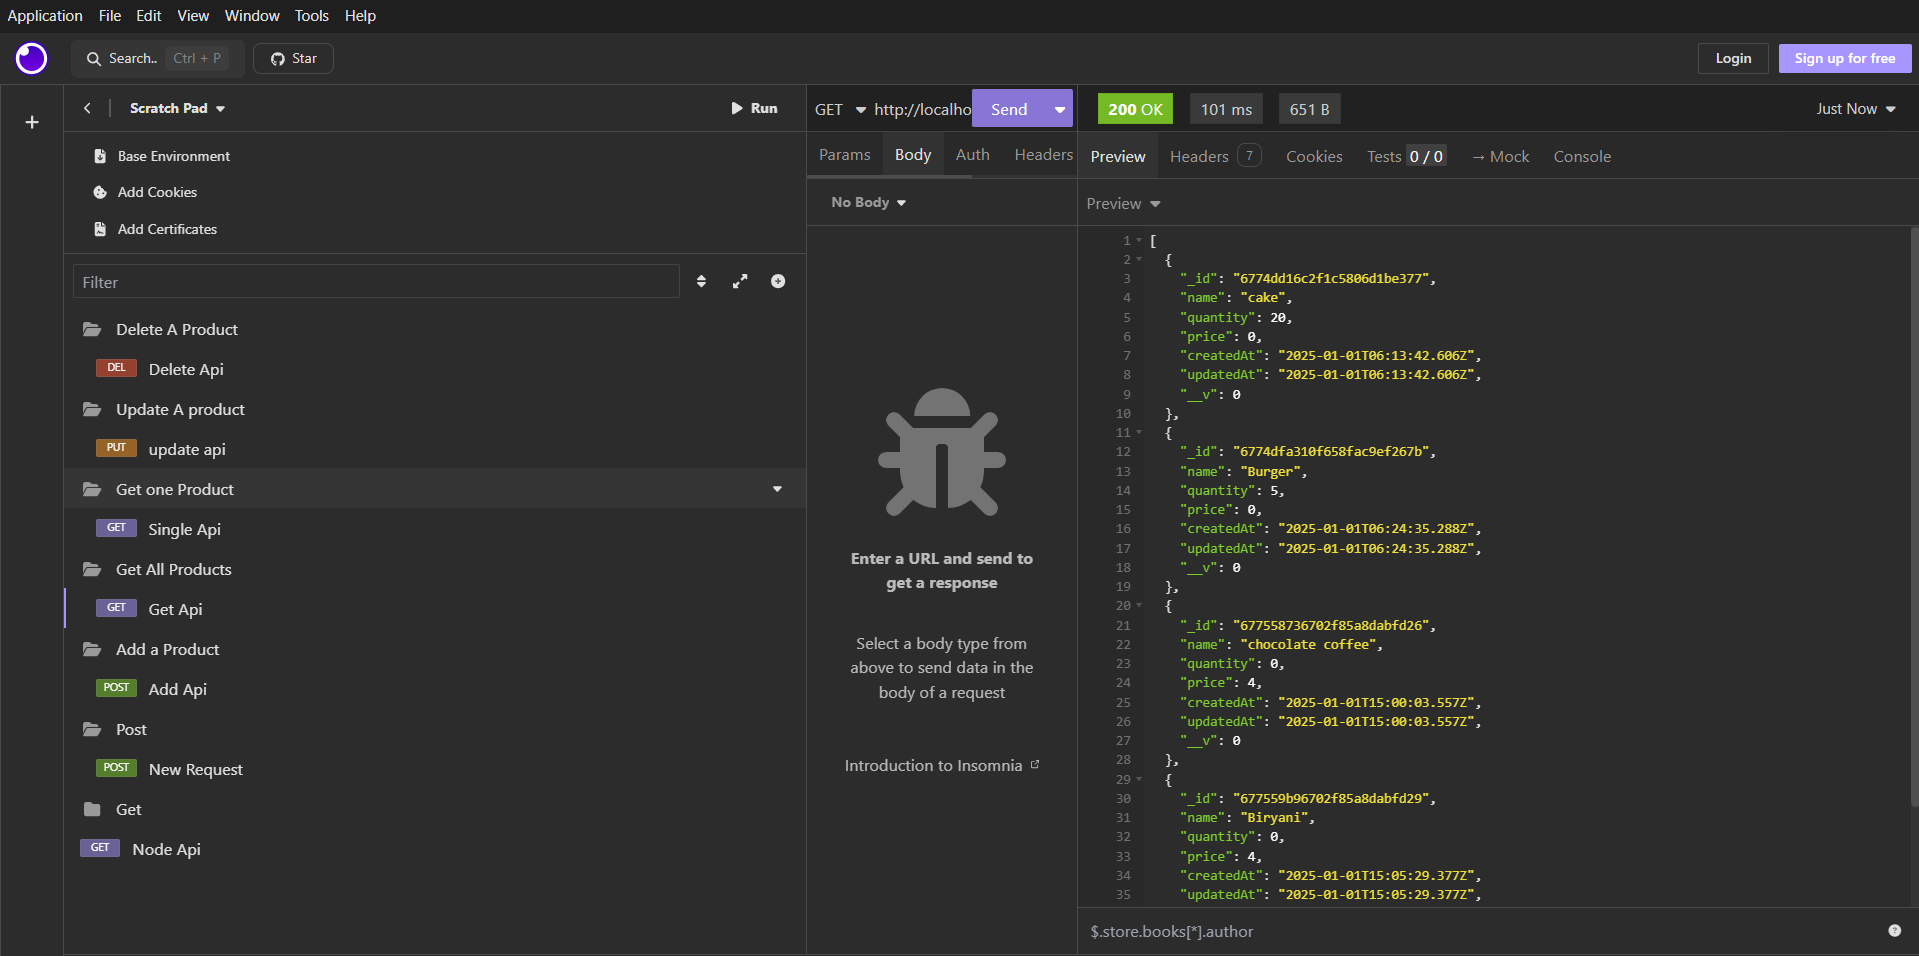 Application File Edit View Window Tools Help
Search.. Ctrl + P Star Login Sign up for free
Scratch Pad Run
Base Environment
Add Cookies
Add Certificates
Filter
Delete A Product
DEL Delete Api
Update A product
PUT update api
Get one Product
GET Single Api
Get All Products
GET Get Api
Add a Product
POST Add Api
Post
POST New Request
Get
GET Node Api
GET http://localho Send
Params Body Auth Headers
No Body
Enter a URL and send to
get a response
Select a body type from
above to send data in the
body of a request
Introduction to Insomnia
200 OK 101 ms 651 B Just Now
Preview Headers 7 Cookies Tests 0 / 0 → Mock Console
Preview
1 [
2 {
3 "_id": "6774dd16c2f1c5806d1be377",
4 "name": "cake",
5 "quantity": 20,
6 "price": 0,
7 "createdAt": "2025-01-01T06:13:42.606Z",
8 "updatedAt": "2025-01-01T06:13:42.606Z",
9 "__v": 0
10 },
11 {
12 "_id": "6774dfa310f658fac9ef267b",
13 "name": "Burger",
14 "quantity": 5,
15 "price": 0,
16 "createdAt": "2025-01-01T06:24:35.288Z",
17 "updatedAt": "2025-01-01T06:24:35.288Z",
18 "__v": 0
19 },
20 {
21 "_id": "677558736702f85a8dabfd26",
22 "name": "chocolate coffee",
23 "quantity": 0,
24 "price": 4,
25 "createdAt": "2025-01-01T15:00:03.557Z",
26 "updatedAt": "2025-01-01T15:00:03.557Z",
27 "__v": 0
28 },
29 {
30 "_id": "677559b96702f85a8dabfd29",
31 "name": "Biryani",
32 "quantity": 0,
33 "price": 4,
34 "createdAt": "2025-01-01T15:05:29.377Z",
35 "updatedAt": "2025-01-01T15:05:29.377Z",
$.store.books[*].author